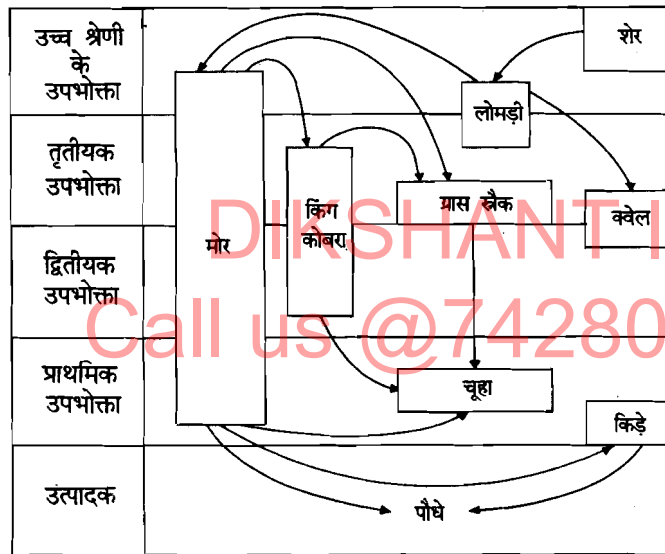 उच्च श्रेणी
के
उपभोक्ता
शेर
लोमड़ी
तृतीयक
उपभोक्ता
किंग
कोबरा
ग्रास स्नैक
क्वेल
मोर
द्वितीयक
उपभोक्ता
DIKSHANT I
Call us @74280
प्राथमिक
उपभोक्ता
चूहा
किड़े
उत्पादक
पौधे